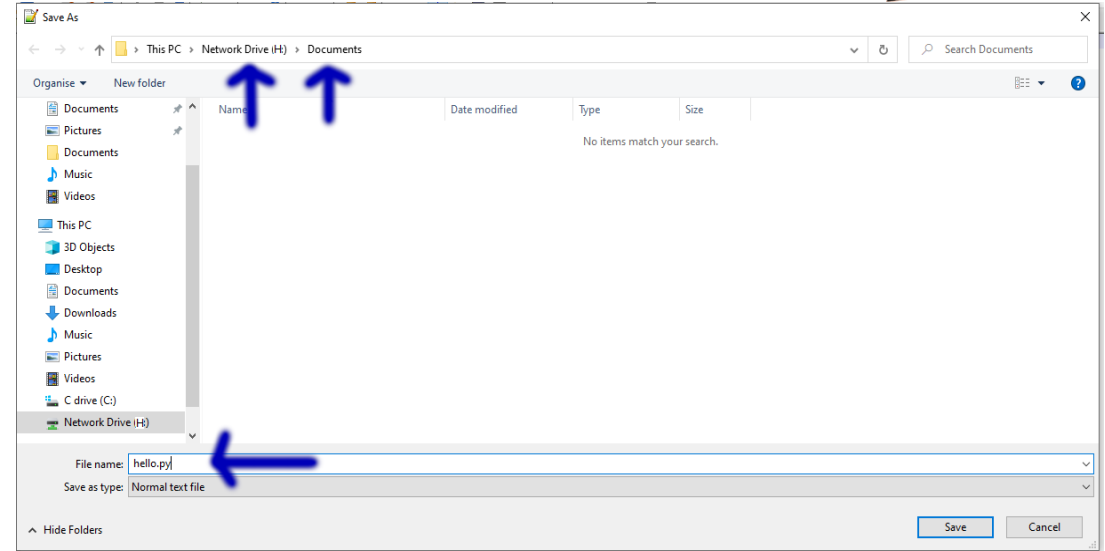 Save As
This PC > Network Drive (H:) > Documents
Search Documents
Organise
New folder
Name
Date modified
Type
Size
No items match your search.
Documents
Pictures
Documents
Music
Videos
This PC
3D Objects
Desktop
Documents
Downloads
Music
Pictures
Videos
C drive (C:)
Network Drive (H:)
File name: hello.py
Save as type: Normal text file
Hide Folders
Save
Cancel